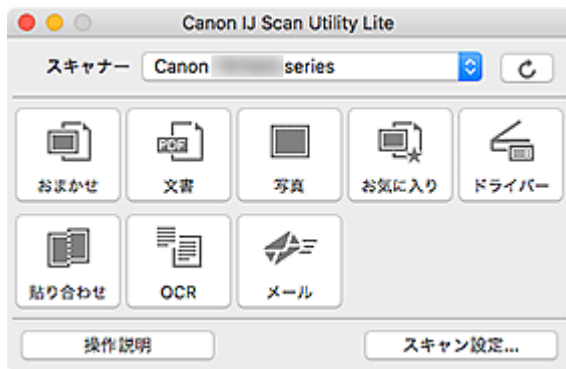 Canon IJ Scan Utility Lite
スキャナー Canon series
おまかせ 文書 写真 お気に入り ドライバー
貼り合わせ OCR メール
操作説明 スキャン設定...